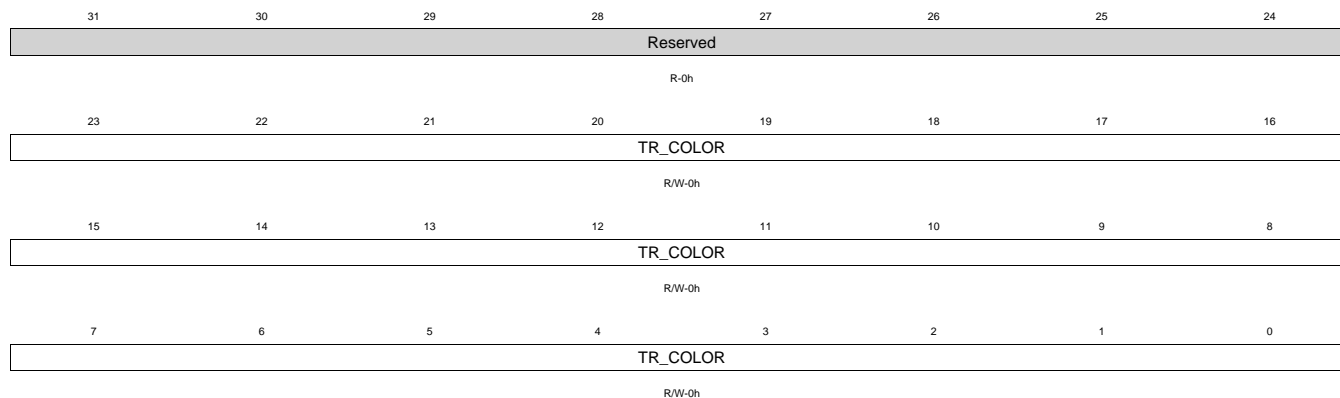 31 30 29 28 27 26 25 24
Reserved
R-0h
23 22 21 20 19 18 17 16
TR_COLOR
R/W-0h
15 14 13 12 11 10 9 8
TR_COLOR
R/W-0h
7 6 5 4 3 2 1 0
TR_COLOR
R/W-0h